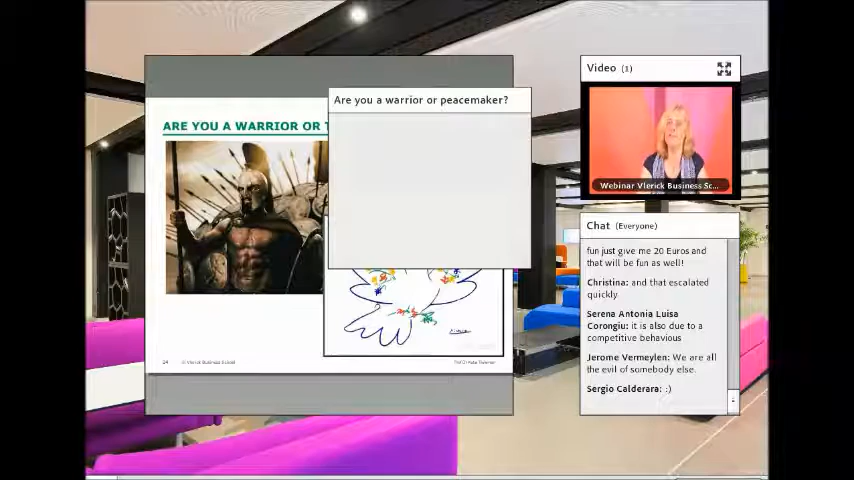 ARE YOU A WARRIOR OR T
Are you a warrior or peacemaker?
24
© Vlerick Business School
Video (1)
Webinar Vlerick Business Sc...
Chat (Everyone)
fun just give me 20 Euros and
that will be fun as well!
Christina: and that escalated
quickly
Serena Antonia Luisa
Corongiu: it is also due to a
competitive behavious
Jerome Vermeylen: We are all
the evil of somebody else.
Sergio Calderara: :)